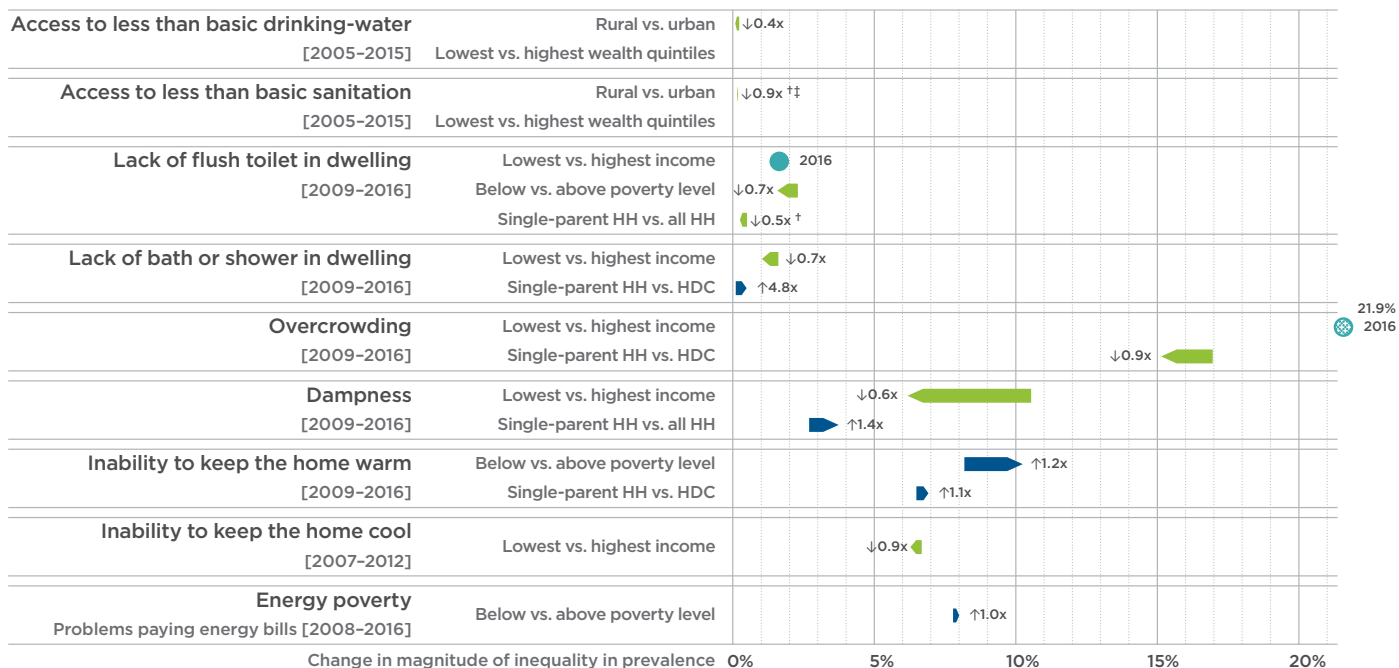 Access to less than basic drinking-water Rural vs. urban ↓0.4x
[2005–2015] Lowest vs. highest wealth quintiles
Access to less than basic sanitation Rural vs. urban ↓0.9x †‡
[2005–2015] Lowest vs. highest wealth quintiles
Lack of flush toilet in dwelling Lowest vs. highest income 2016
[2009–2016] Below vs. above poverty level ↓0.7x
Single-parent HH vs. all HH ↓0.5x †
Lack of bath or shower in dwelling Lowest vs. highest income ↓0.7x
[2009–2016] Single-parent HH vs. HDC ↑4.8x
21.9%
Overcrowding Lowest vs. highest income 2016
[2009–2016] Single-parent HH vs. HDC ↓0.9x
Dampness Lowest vs. highest income ↓0.6x
[2009–2016] Single-parent HH vs. all HH ↑1.4x
Inability to keep the home warm Below vs. above poverty level ↑1.2x
[2009–2016] Single-parent HH vs. HDC ↑1.1x
Inability to keep the home cool
Lowest vs. highest income ↓0.9x
[2007–2012]
Energy poverty
Below vs. above poverty level ↑1.0x
Problems paying energy bills [2008–2016]
Change in magnitude of inequality in prevalence 0% 5% 10% 15% 20%